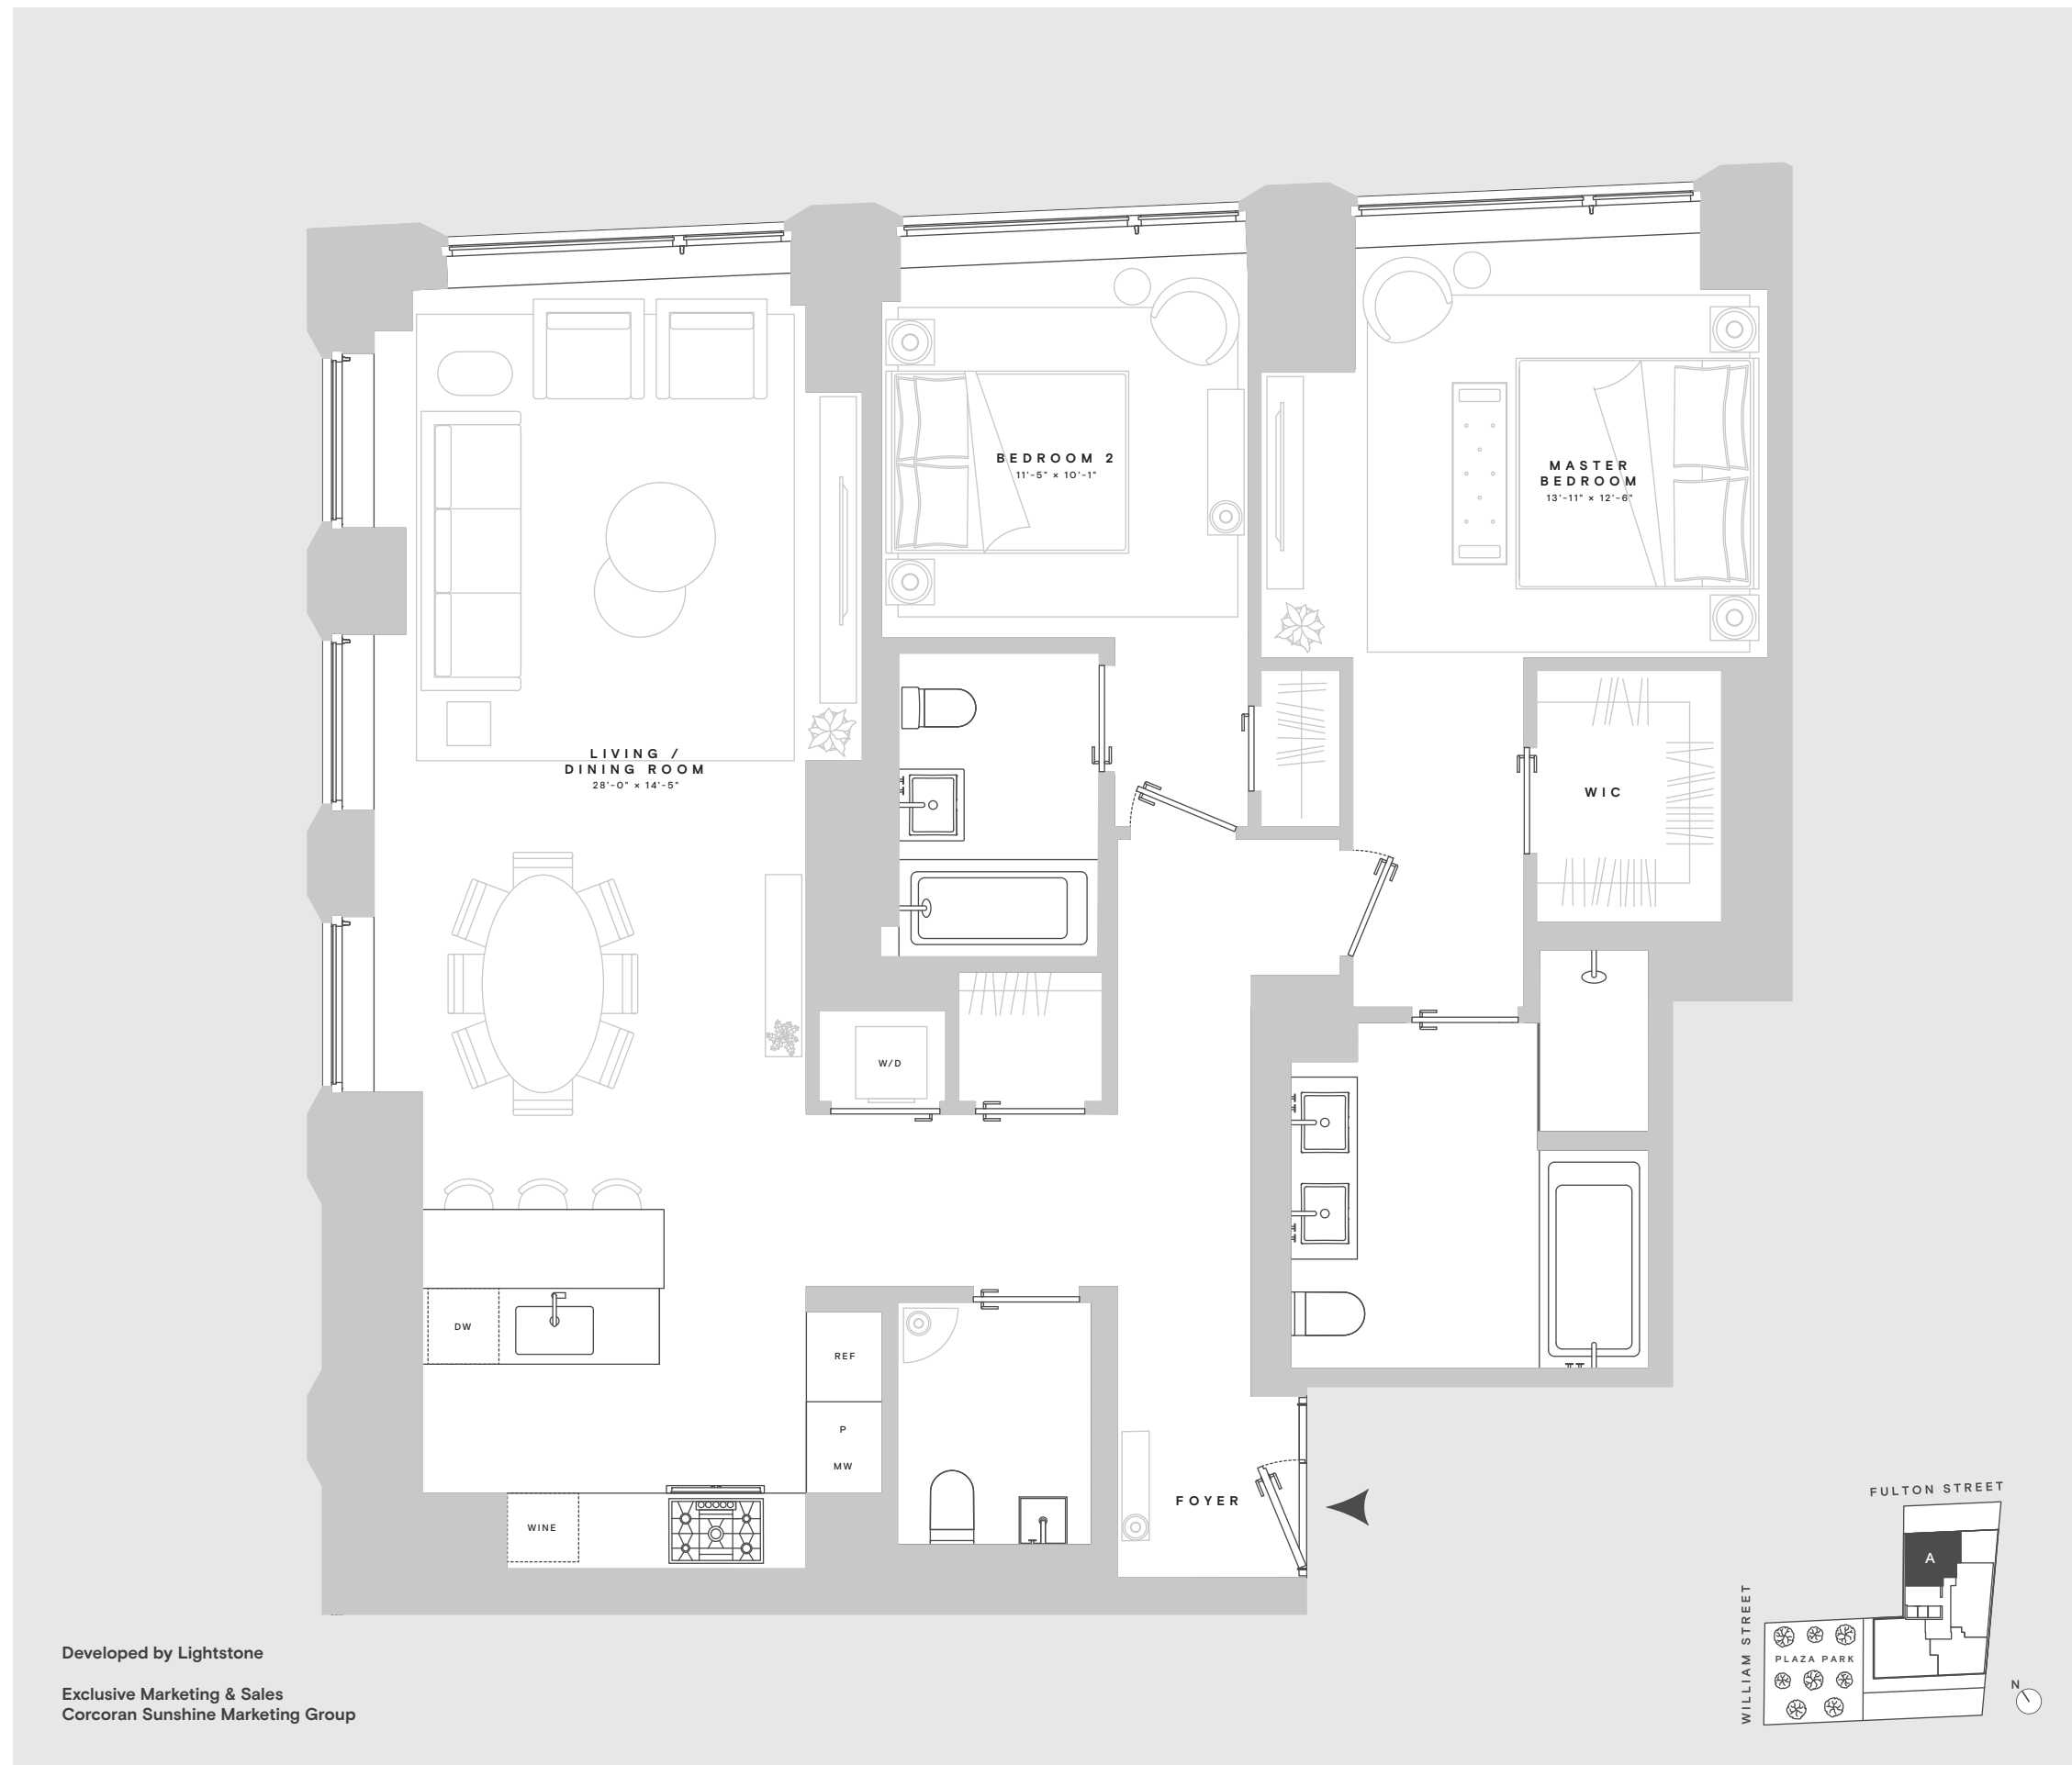 BEDROOM 2
11'-5" × 10'-1"
MASTER
BEDROOM
13'-11" × 12'-6"
LIVING /
DINING ROOM
28'-0" × 14'-5"
WIC
W/D
DW
REF
P
MW
WINE
FOYER
FULTON STREET
A
WILLIAM STREET
PLAZA PARK
N
Developed by Lightstone
Exclusive Marketing & Sales
Corcoran Sunshine Marketing Group